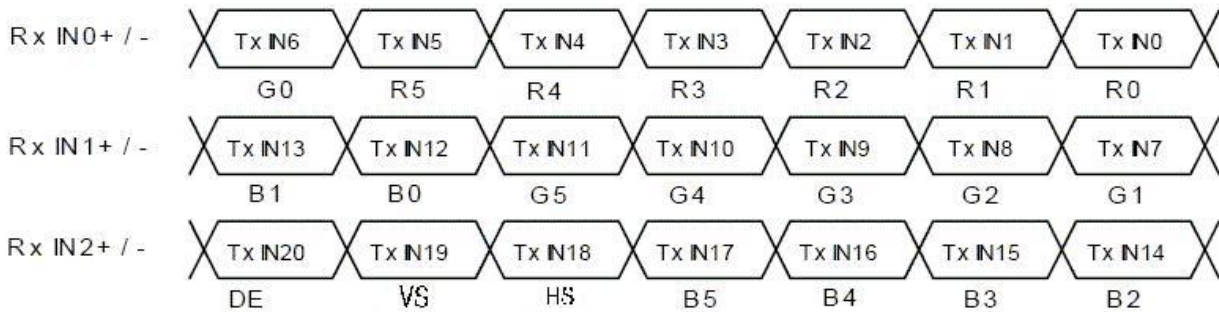 Rx IN0+ / - Tx IN6 Tx IN5 Tx IN4 Tx IN3 Tx IN2 Tx IN1 Tx IN0
G0 R5 R4 R3 R2 R1 R0
Rx IN1+ / - Tx IN13 Tx IN12 Tx IN11 Tx IN10 Tx IN9 Tx IN8 Tx IN7
B1 B0 G5 G4 G3 G2 G1
Rx IN2+ / - Tx IN20 Tx IN19 Tx IN18 Tx IN17 Tx IN16 Tx IN15 Tx IN14
DE VS HS B5 B4 B3 B2